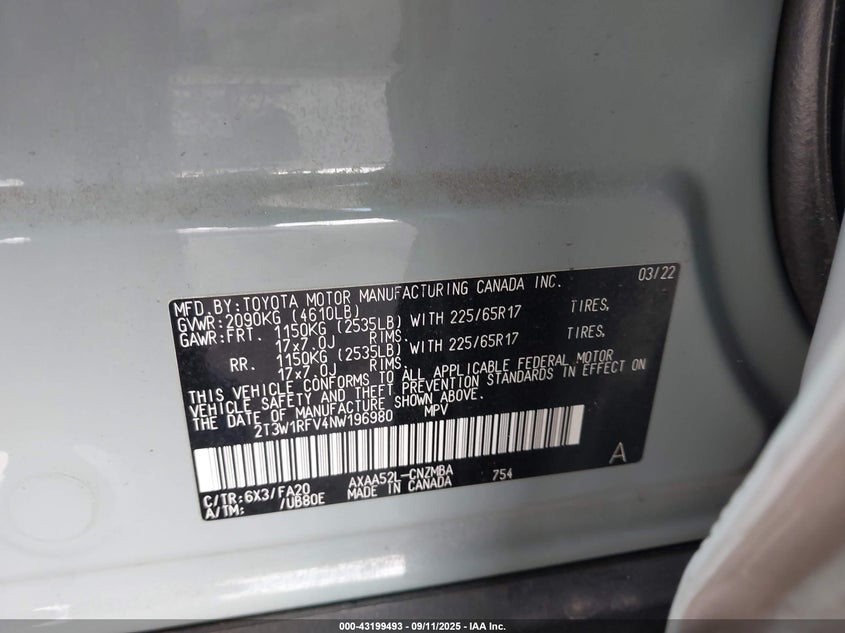 MFD. BY: TOYOTA MOTOR MANUFACTURING CANADA INC. 03/22
GVWR: 2090KG (4610LB)
GAWR: FRT. 1150KG (2535LB) WITH 225/65R17 TIRES,
17x7.0J RIMS.
RR. 1150KG (2535LB) WITH 225/65R17 TIRES,
17x7.0J RIMS.
THIS VEHICLE CONFORMS TO ALL APPLICABLE FEDERAL MOTOR
VEHICLE SAFETY AND THEFT PREVENTION STANDARDS IN EFFECT ON
THE DATE OF MANUFACTURE SHOWN ABOVE.
2T3W1RFV4NW196980 MPV
A
C/TR: 6X3/FA20 AXAA52L-CNZMBA 754
A/TM: /UB80E MADE IN CANADA
000-43199493 - 09/11/2025 - IAA Inc.